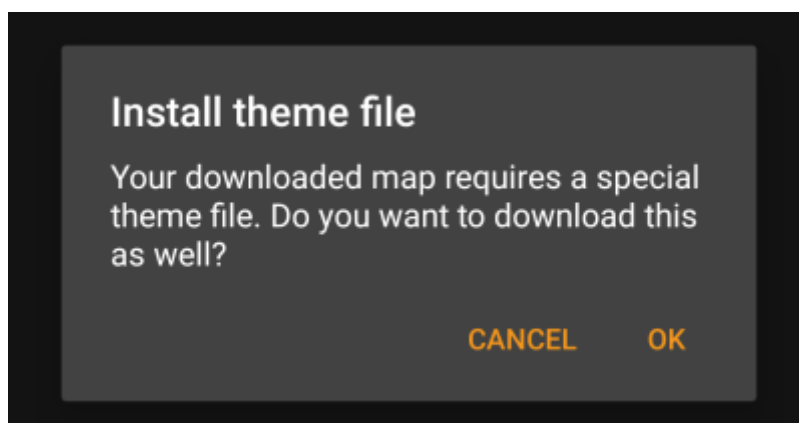 Install theme file
Your downloaded map requires a special
theme file. Do you want to download this
as well?
CANCEL OK